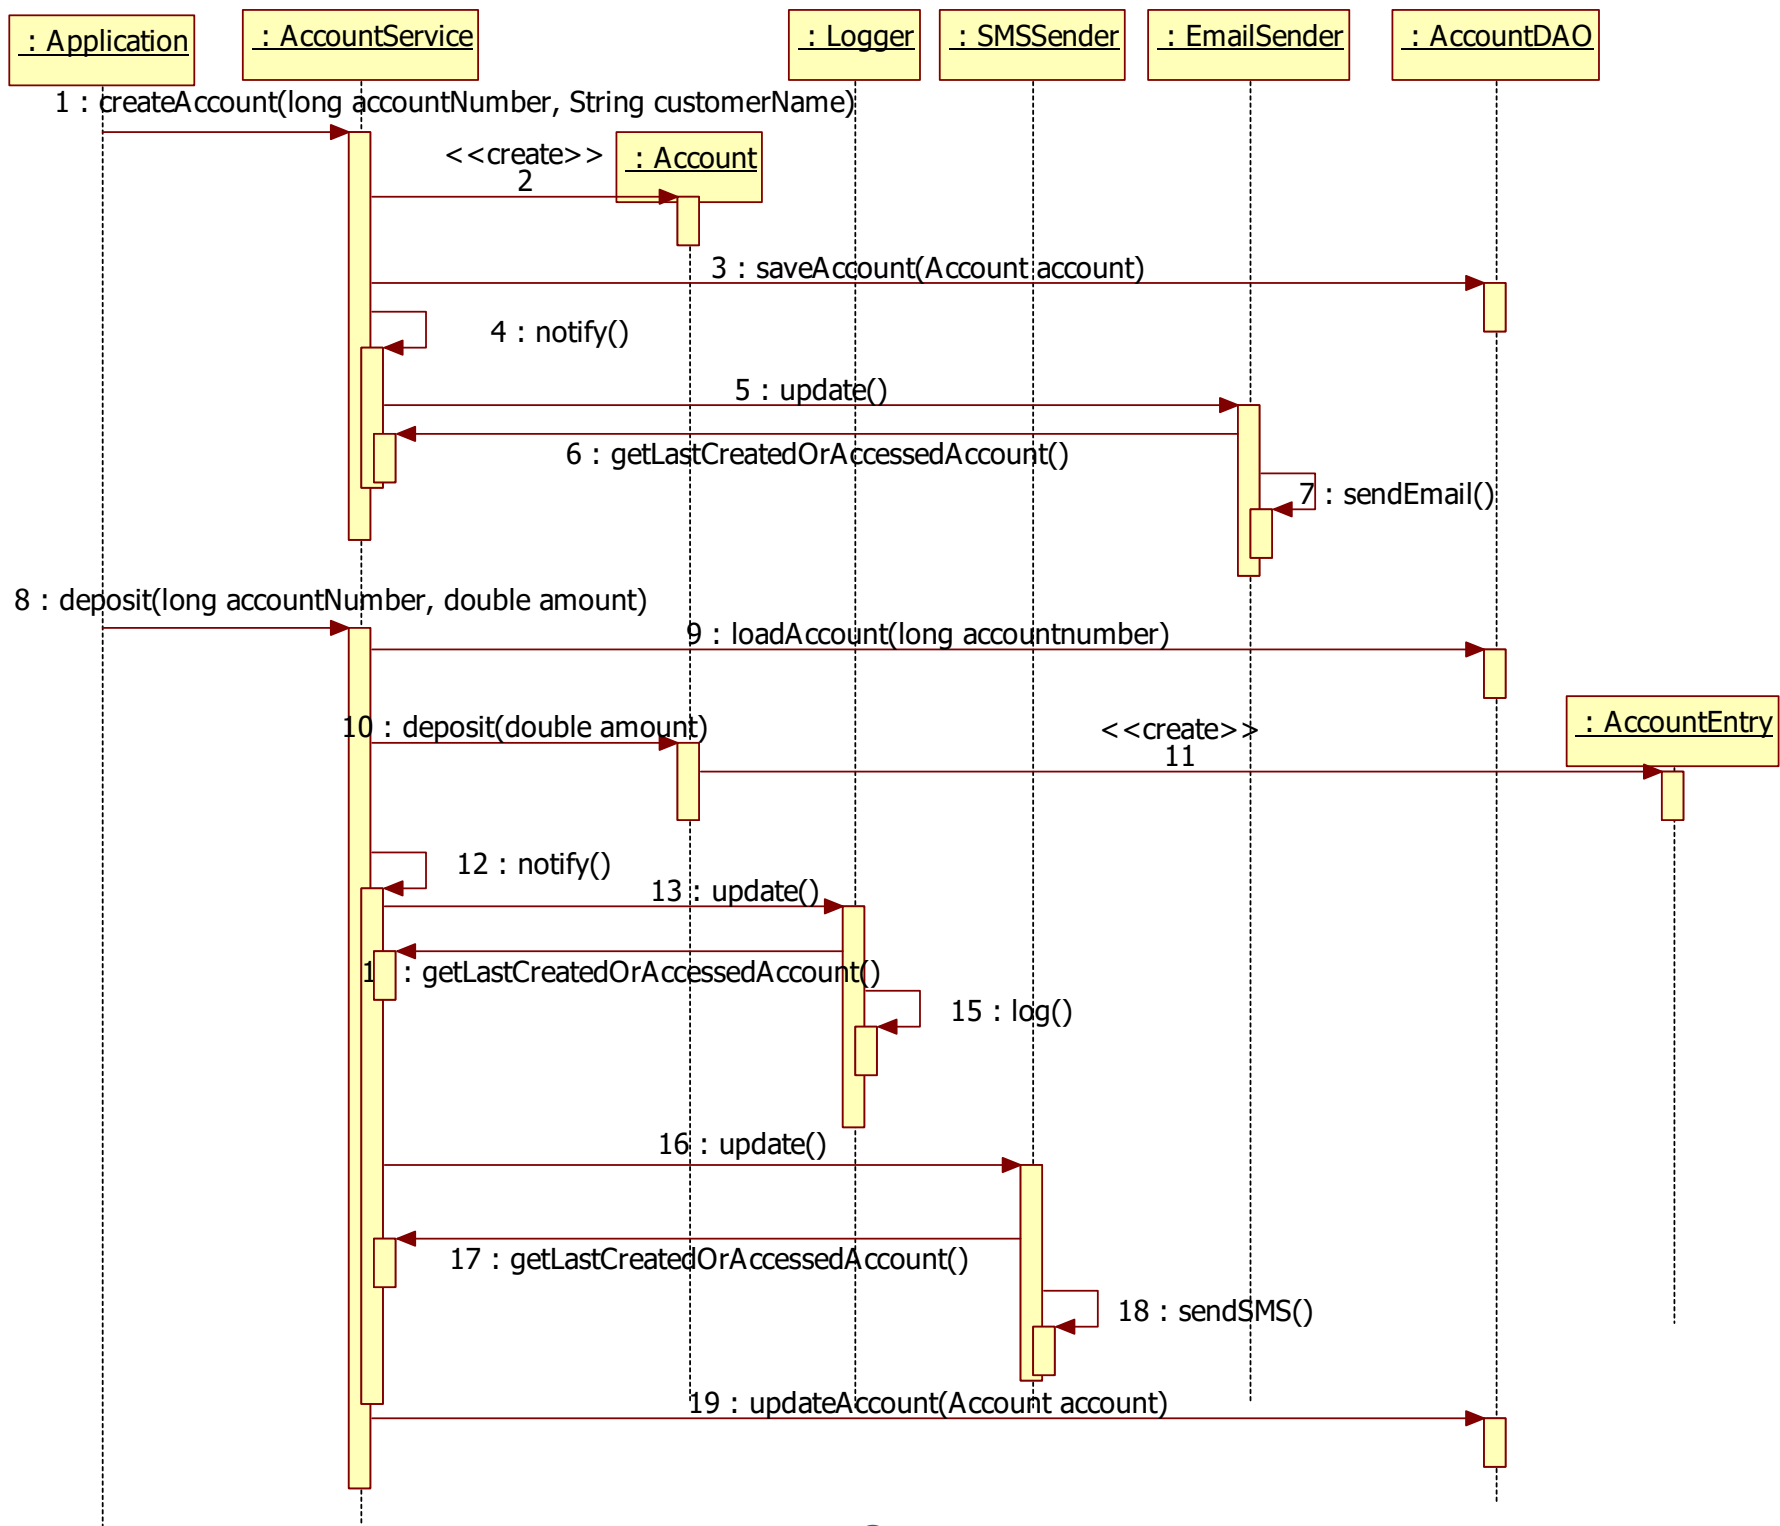 : Application
: AccountService
: Logger
: SMSSender
: EmailSender
: AccountDAO
1 : createAccount(long accountNumber, String customerName)
<<create>>
2
: Account
3 : saveAccount(Account account)
4 : notify()
5 : update()
6 : getLastCreatedOrAccessedAccount()
7 : sendEmail()
8 : deposit(long accountNumber, double amount)
9 : loadAccount(long accountnumber)
10 : deposit(double amount)
<<create>>
11
: AccountEntry
12 : notify()
13 : update()
1 : getLastCreatedOrAccessedAccount()
15 : log()
16 : update()
17 : getLastCreatedOrAccessedAccount()
18 : sendSMS()
19 : updateAccount(Account account)